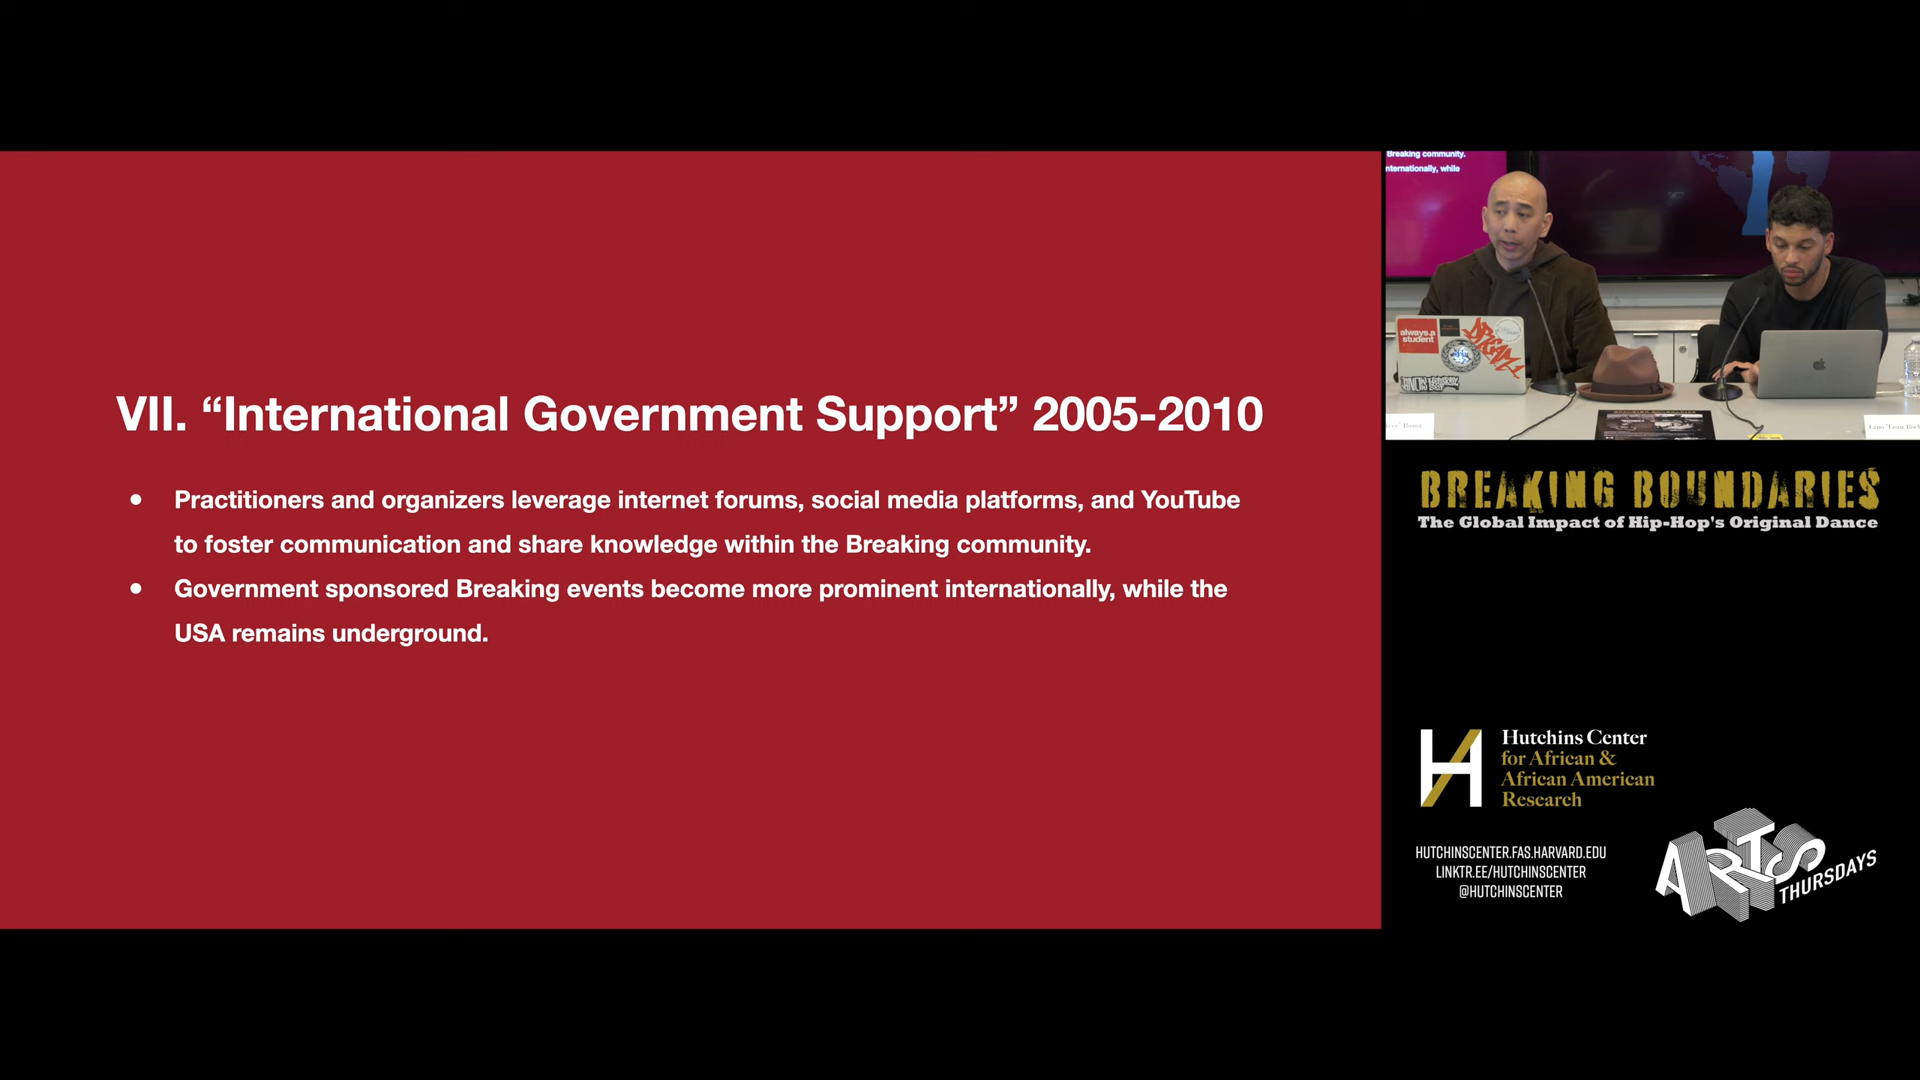 VII. “International Government Support” 2005-2010
● Practitioners and organizers leverage internet forums, social media platforms, and YouTube
to foster communication and share knowledge within the Breaking community.
● Government sponsored Breaking events become more prominent internationally, while the
USA remains underground.
Breaking community.
nternationally, while
always a
student
BREAKING BOUNDARIES
The Global Impact of Hip-Hop's Original Dance
Hutchins Center
for African &
African American
Research
HUTCHINSCENTER.FAS.HARVARD.EDU
LINKTR.EE/HUTCHINSCENTER
@HUTCHINSCENTER
ARTS
THURSDAYS